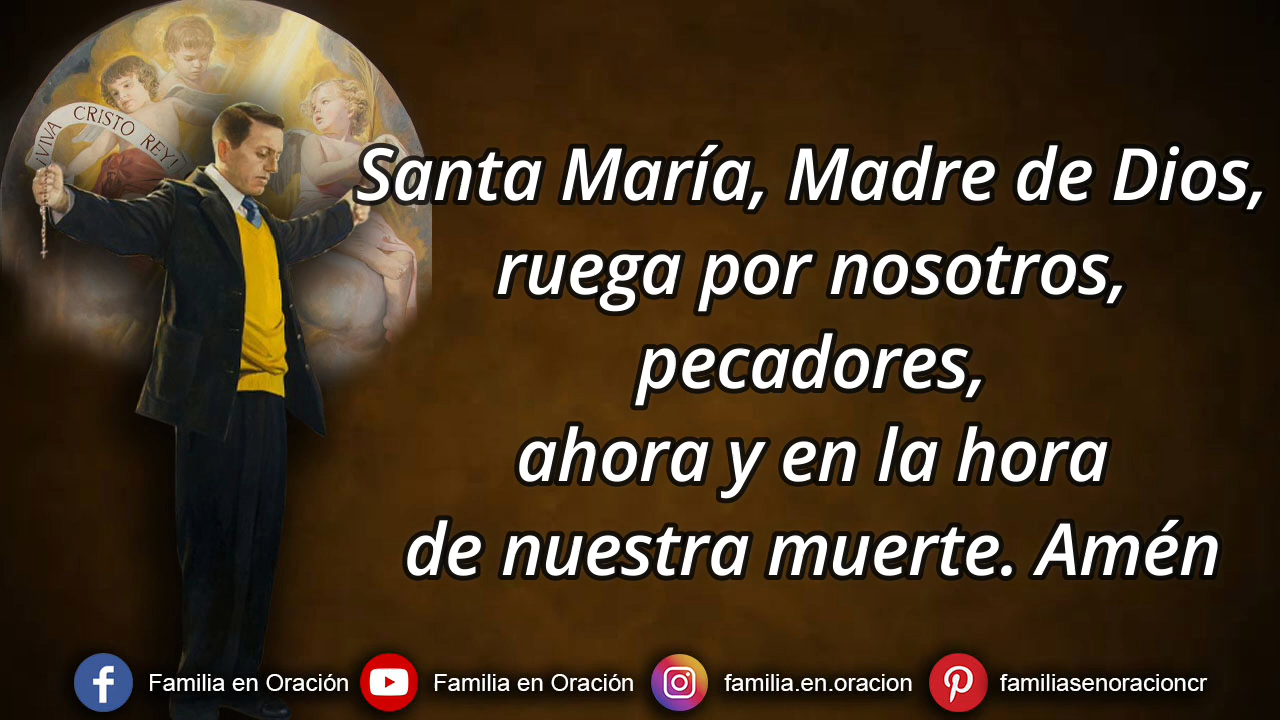 ¡VIVA CRISTO REY!
Santa María, Madre de Dios,
ruega por nosotros,
pecadores,
ahora y en la hora
de nuestra muerte. Amén
Familia en Oración Familia en Oración familia.en.oracion familiasenoracioncr